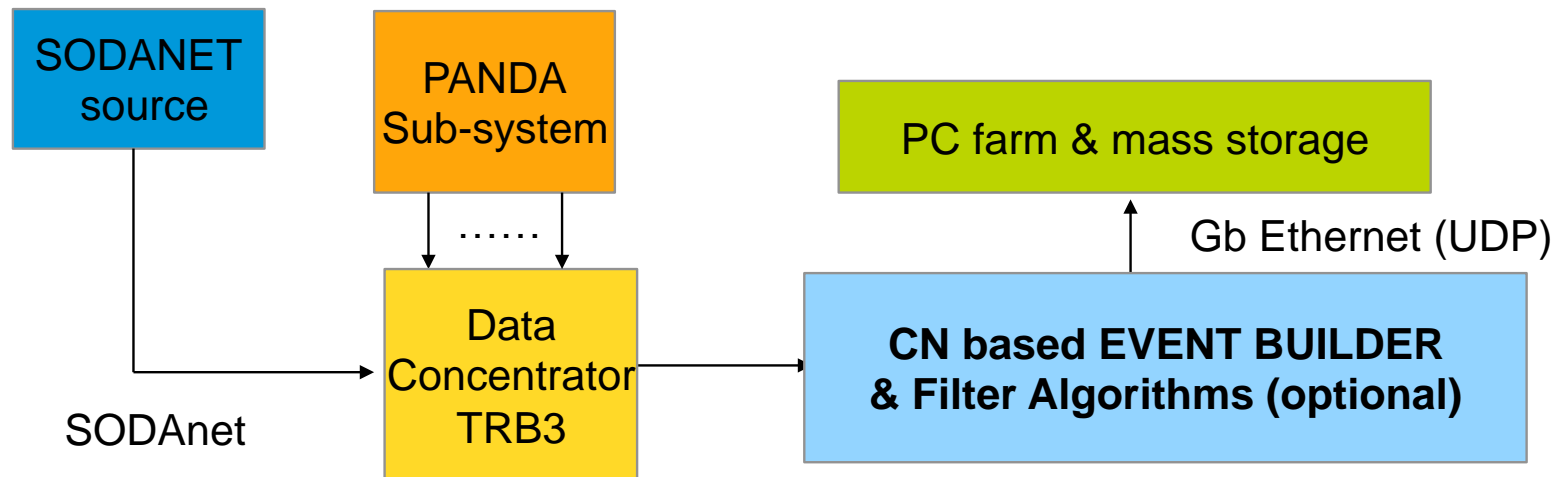 SODANET
source
PANDA
Sub-system
PC farm & mass storage
......
Gb Ethernet (UDP)
Data
Concentrator
TRB3
CN based EVENT BUILDER
& Filter Algorithms (optional)
SODAnet